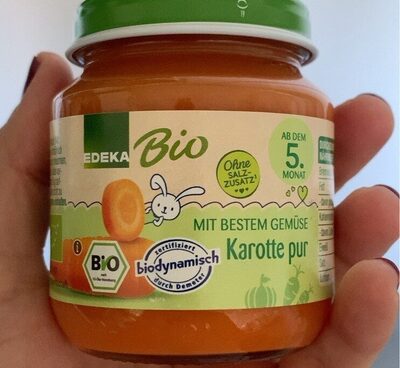 EDEKA
Bio
Ohne
SALZ-
ZUSATZ
AB DEM
5.
MONAT
MIT BESTEM GEMÜSE
Karotte pur
BIO
zertifiziert
biodynamisch
durch Demeter